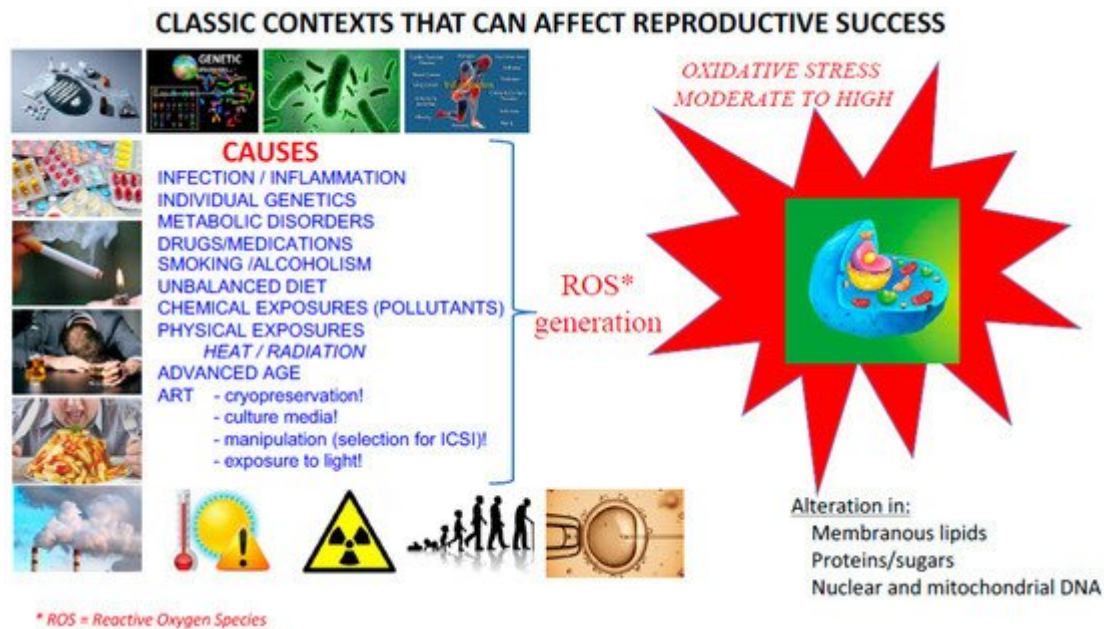 CLASSIC CONTEXTS THAT CAN AFFECT REPRODUCTIVE SUCCESS
GENETIC
OXIDATIVE STRESS
MODERATE TO HIGH
CAUSES
INFECTION / INFLAMMATION
INDIVIDUAL GENETICS
METABOLIC DISORDERS
DRUGS/MEDICATIONS
SMOKING /ALCOHOLISM
UNBALANCED DIET
CHEMICAL EXPOSURES (POLLUTANTS)
PHYSICAL EXPOSURES
HEAT / RADIATION
ADVANCED AGE
ART - cryopreservation!
- culture media!
- manipulation (selection for ICSI)!
- exposure to light!
ROS*
generation
Alteration in:
Membranous lipids
Proteins/sugars
Nuclear and mitochondrial DNA
* ROS = Reactive Oxygen Species